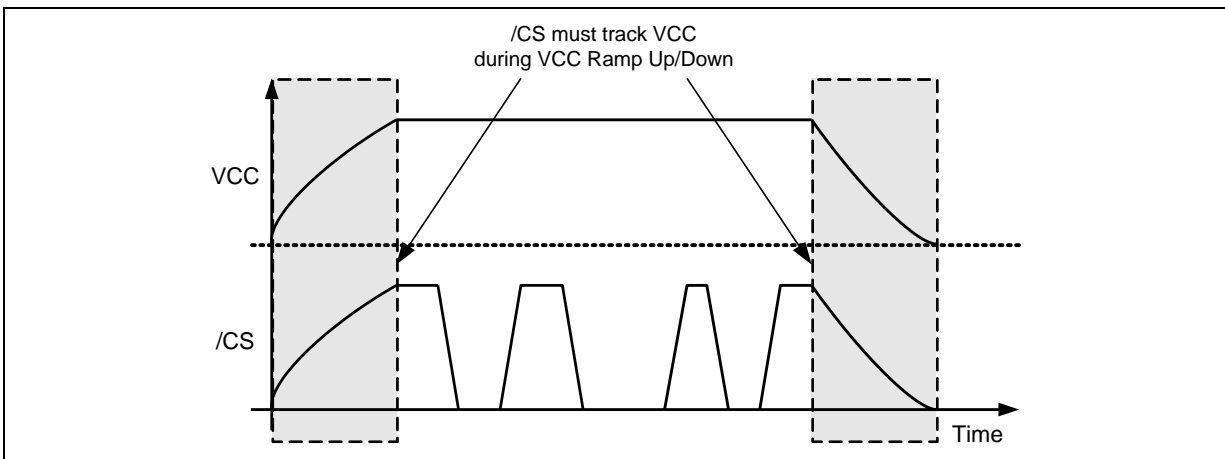 /CS must track VCC
during VCC Ramp Up/Down
VCC
/CS
Time